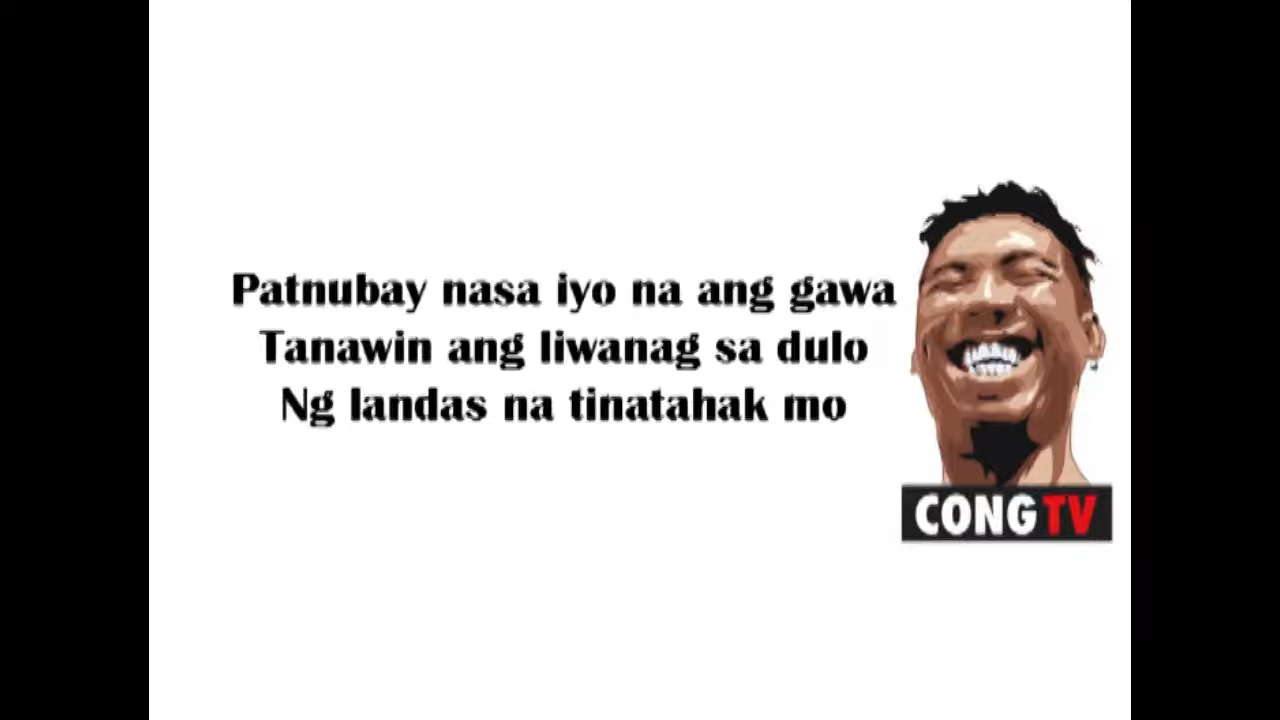 Patnubay nasa iyo na ang gawa
Tanawin ang liwanag sa dulo
Ng landas na tinatahak mo
CONG TV